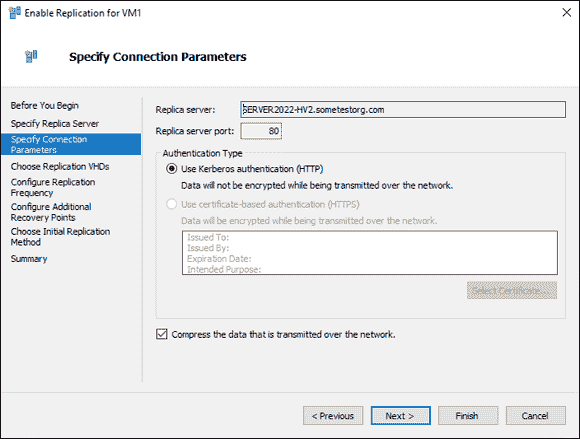 Enable Replication for VM1
Specify Connection Parameters
Before You Begin
Specify Replica Server
Specify Connection
Parameters
Choose Replication VHDs
Configure Replication
Frequency
Configure Additional
Recovery Points
Choose Initial Replication
Method
Summary
Replica server: SERVER2022-HV2.sometestorg.com
Replica server port: 80
Authentication Type
Use Kerberos authentication (HTTP)
Data will not be encrypted while being transmitted over the network.
Use certificate-based authentication (HTTPS)
Data will be encrypted while being transmitted over the network.
Issued To:
Issued By:
Expiration Date:
Intended Purpose:
Select Certificate...
Compress the data that is transmitted over the network.
< Previous Next > Finish Cancel